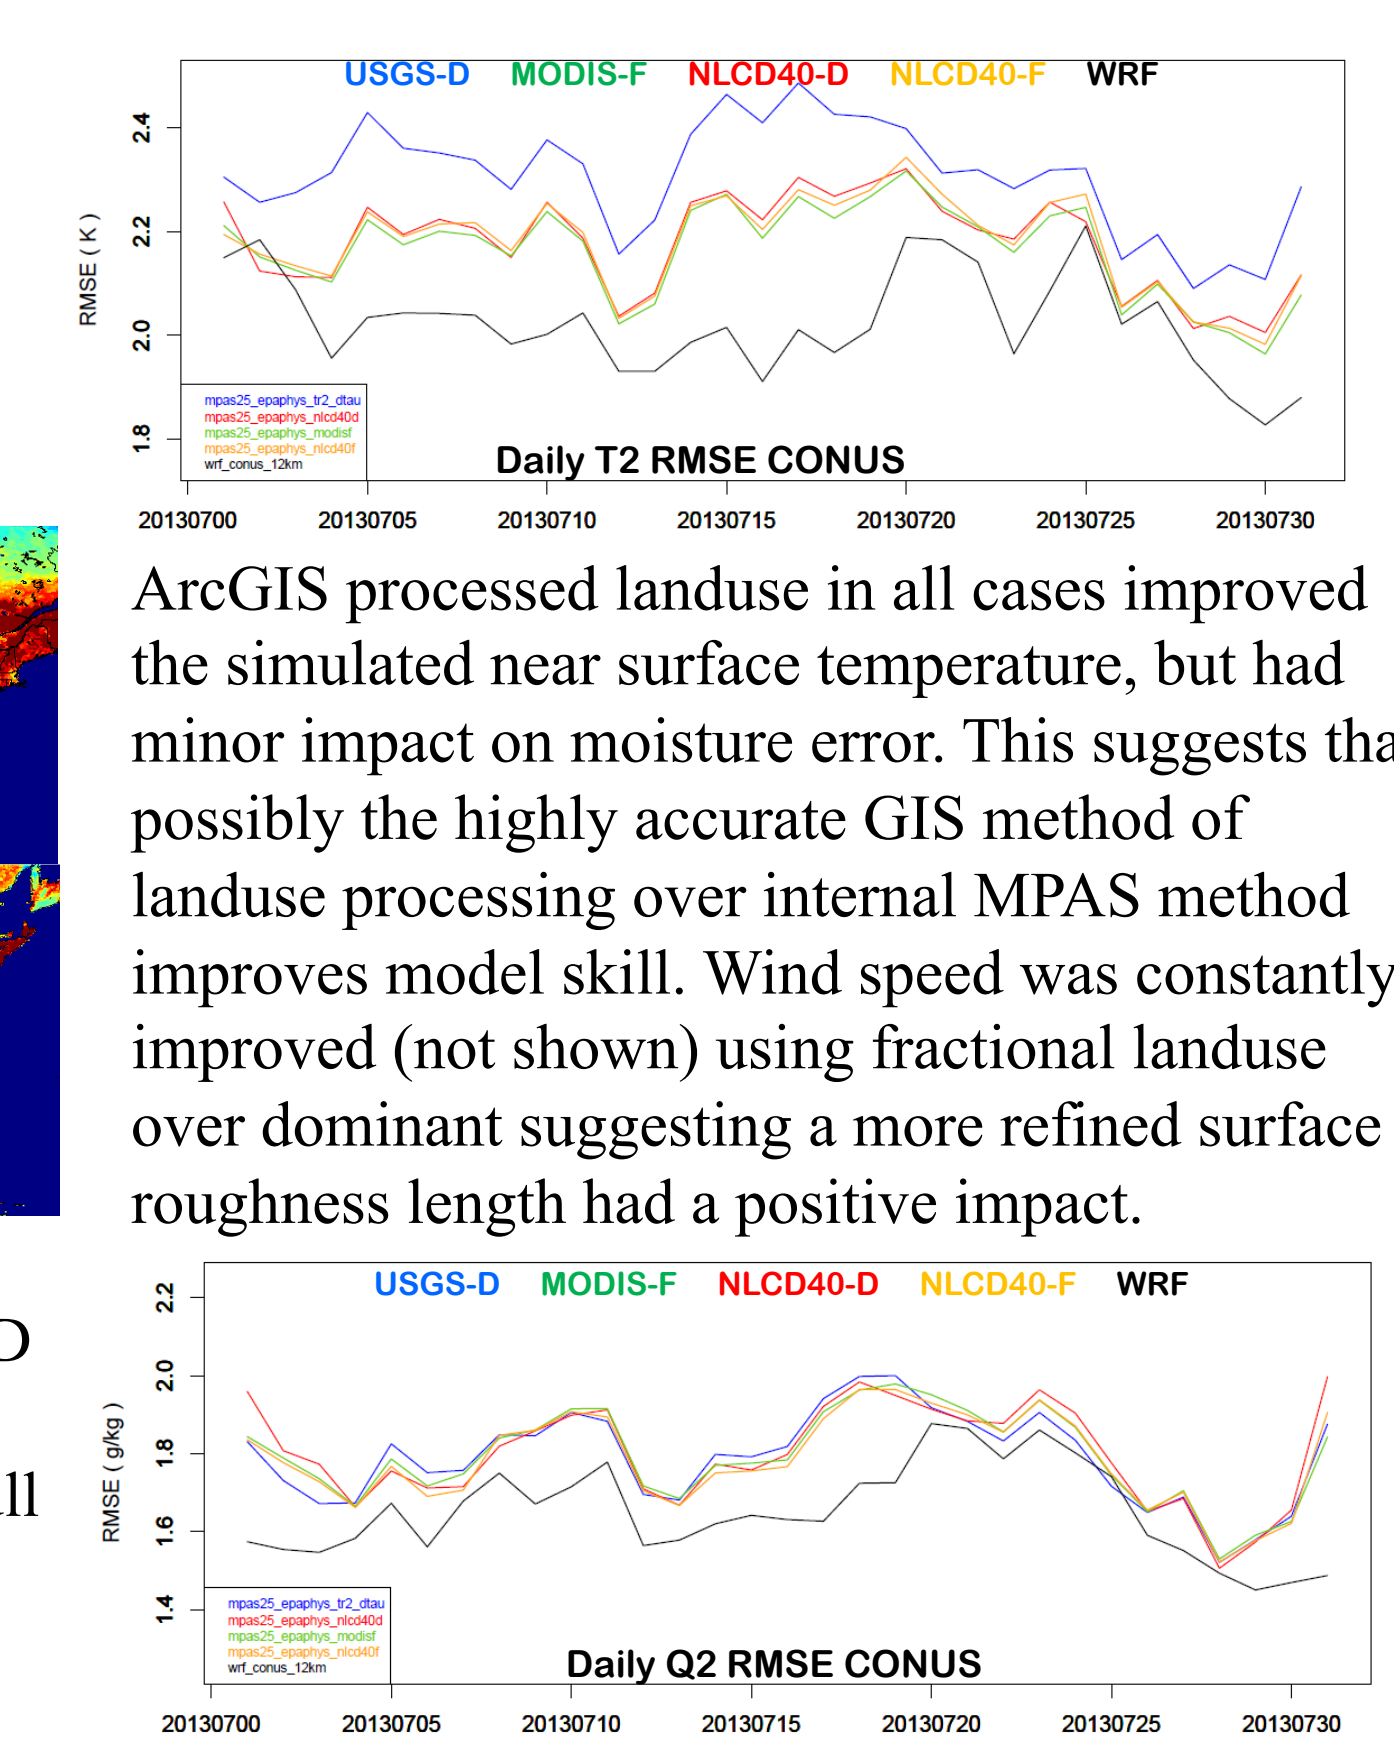 USGS-D MODIS-F NLCD40-D NLCD40-F WRF
2.4
2.2
2.0
1.8
RMSE ( K )
mpas25_epaphys_tr2_dtau
mpas25_epaphys_nlcd40d
mpas25_epaphys_modisf
mpas25_epaphys_nlcd40f
wrf_conus_12km
Daily T2 RMSE CONUS
20130700 20130705 20130710 20130715 20130720 20130725 20130730
ArcGIS processed landuse in all cases improved
the simulated near surface temperature, but had
minor impact on moisture error. This suggests tha
possibly the highly accurate GIS method of
landuse processing over internal MPAS method
improves model skill. Wind speed was constantly
improved (not shown) using fractional landuse
over dominant suggesting a more refined surface
roughness length had a positive impact.
USGS-D MODIS-F NLCD40-D NLCD40-F WRF
2.2
2.0
1.8
1.6
1.4
RMSE ( g/kg )
mpas25_epaphys_tr2_dtau
mpas25_epaphys_nlcd40d
mpas25_epaphys_modisf
mpas25_epaphys_nlcd40f
wrf_conus_12km
Daily Q2 RMSE CONUS
20130700 20130705 20130710 20130715 20130720 20130725 20130730